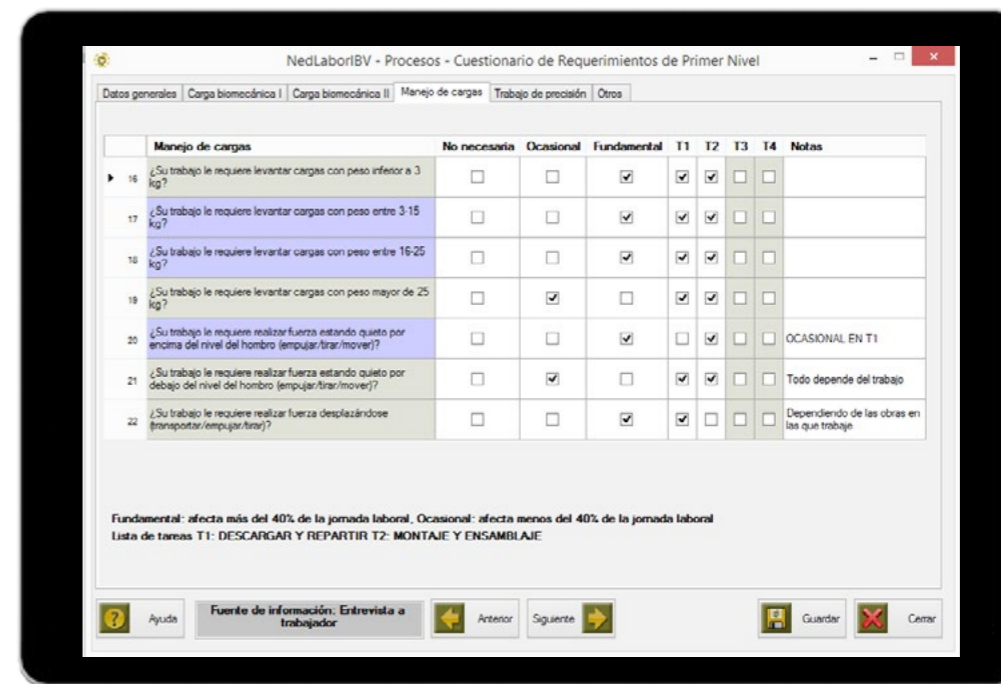 NedLaborIBV - Procesos - Cuestionario de Requerimientos de Primer Nivel
Datos generales Carga biomecánica I Carga biomecánica II Manejo de cargas Trabajo de precisión Otros
Manejo de cargas No necesaria Ocasional Fundamental T1 T2 T3 T4 Notas
16 ¿Su trabajo le requiere levantar cargas con peso inferior a 3
kg?
17 ¿Su trabajo le requiere levantar cargas con peso entre 3-15
kg?
18 ¿Su trabajo le requiere levantar cargas con peso entre 16-25
kg?
19 ¿Su trabajo le requiere levantar cargas con peso mayor de 25
kg?
20 ¿Su trabajo le requiere realizar fuerza estando quieto por
encima del nivel del hombro (empujar/tirar/mover)? OCASIONAL EN T1
21 ¿Su trabajo le requiere realizar fuerza estando quieto por
debajo del nivel del hombro (empujar/tirar/mover)? Todo depende del trabajo
22 ¿Su trabajo le requiere realizar fuerza desplazándose
(transportar/empujar/tirar)? Dependiendo de las obras en
las que trabaje
Fundamental: afecta más del 40% de la jornada laboral, Ocasional: afecta menos del 40% de la jornada laboral
Lista de tareas T1: DESCARGAR Y REPARTIR T2: MONTAJE Y ENSAMBLAJE
? Ayuda Fuente de información: Entrevista a
trabajador Anterior Siguiente Guardar Cerrar